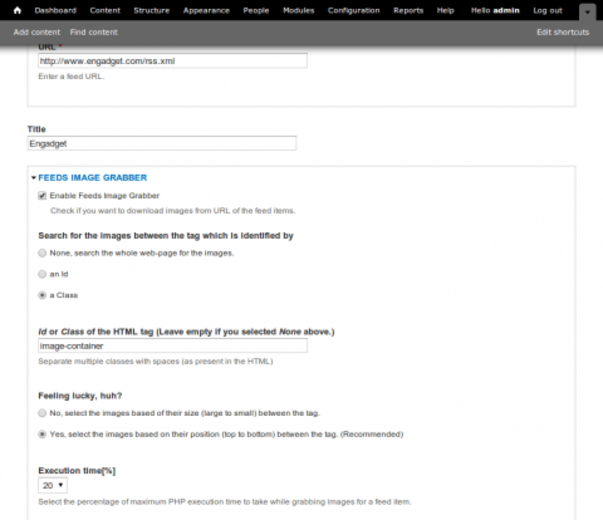 Dashboard Content Structure Appearance People Modules Configuration Reports Help Hello admin Log out
Add content Find content Edit shortcuts
URL *
http://www.engadget.com/rss.xml
Enter a feed URL.
Title
Engadget
FEEDS IMAGE GRABBER
Enable Feeds Image Grabber
Check if you want to download images from URL of the feed items.
Search for the images between the tag which is identified by
None, search the whole web-page for the images.
an Id
a Class
Id or Class of the HTML tag (Leave empty if you selected None above.)
image-container
Separate multiple classes with spaces (as present in the HTML)
Feeling lucky, huh?
No, select the images based of their size (large to small) between the tag.
Yes, select the images based on their position (top to bottom) between the tag. (Recommended)
Execution time[%]
20
Select the percentage of maximum PHP execution time to take while grabbing images for a feed item.